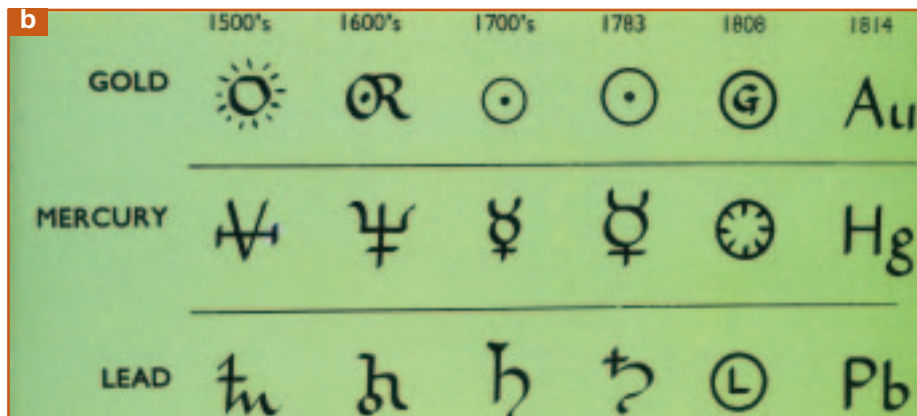 b
1500's 1600's 1700's 1783 1808 1814
GOLD G Au
MERCURY Hg
LEAD L Pb